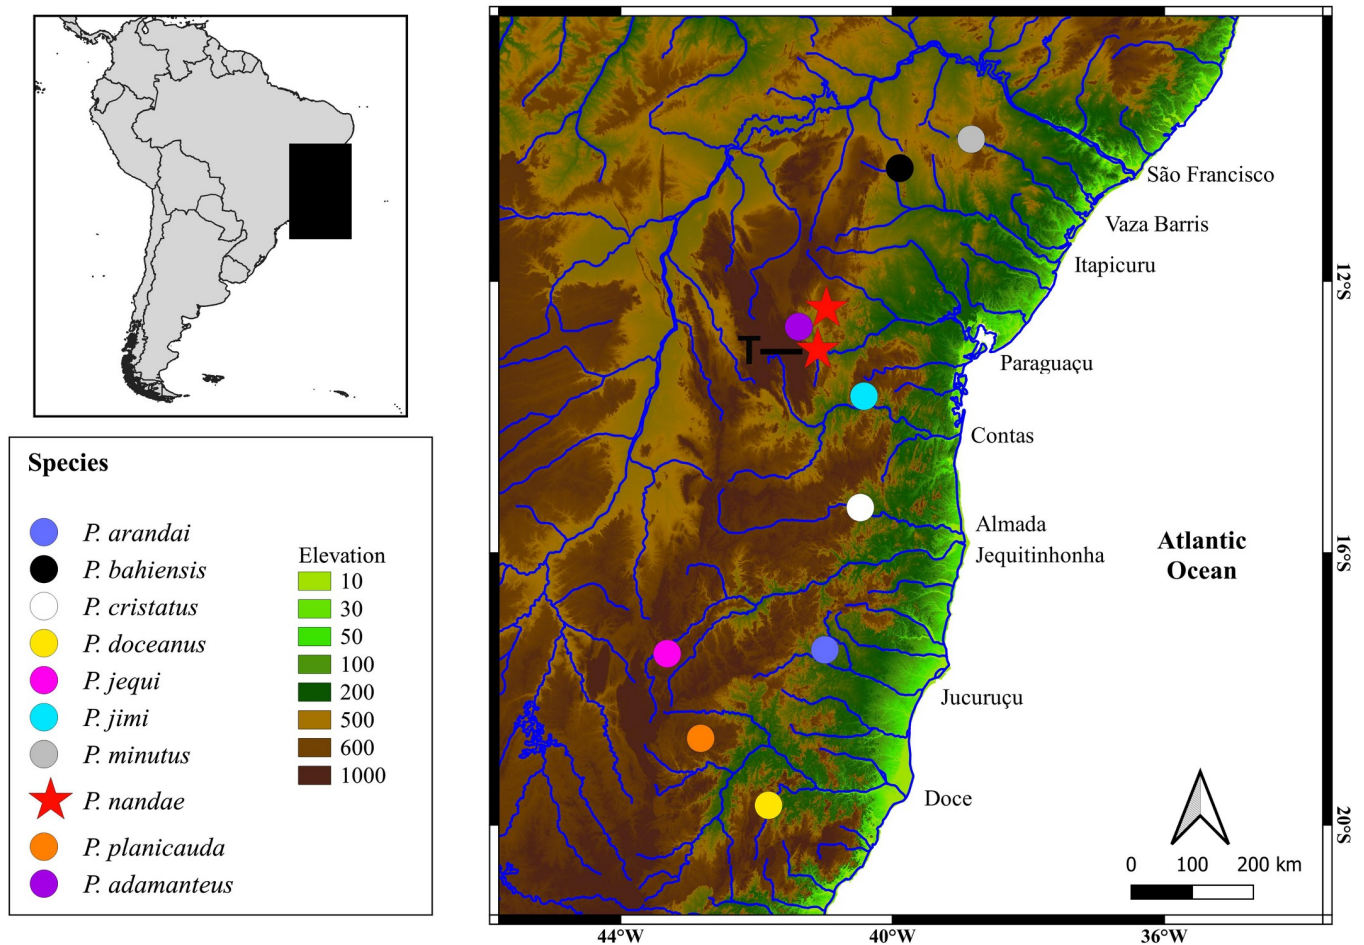 Species
P. arandai
P. bahiensis
P. cristatus
P. doceanus
P. jequi
P. jimi
P. minutus
P. nandae
P. planicauda
P. adamanteus
Elevation
10
30
50
100
200
500
600
1000
T
São Francisco
Vaza Barris
Itapicuru
Paraguaçu
Contas
Almada
Jequitinhonha
Jucuruçu
Doce
Atlantic
Ocean
0 100 200 km
12°S
16°S
20°S
44°W 40°W 36°W